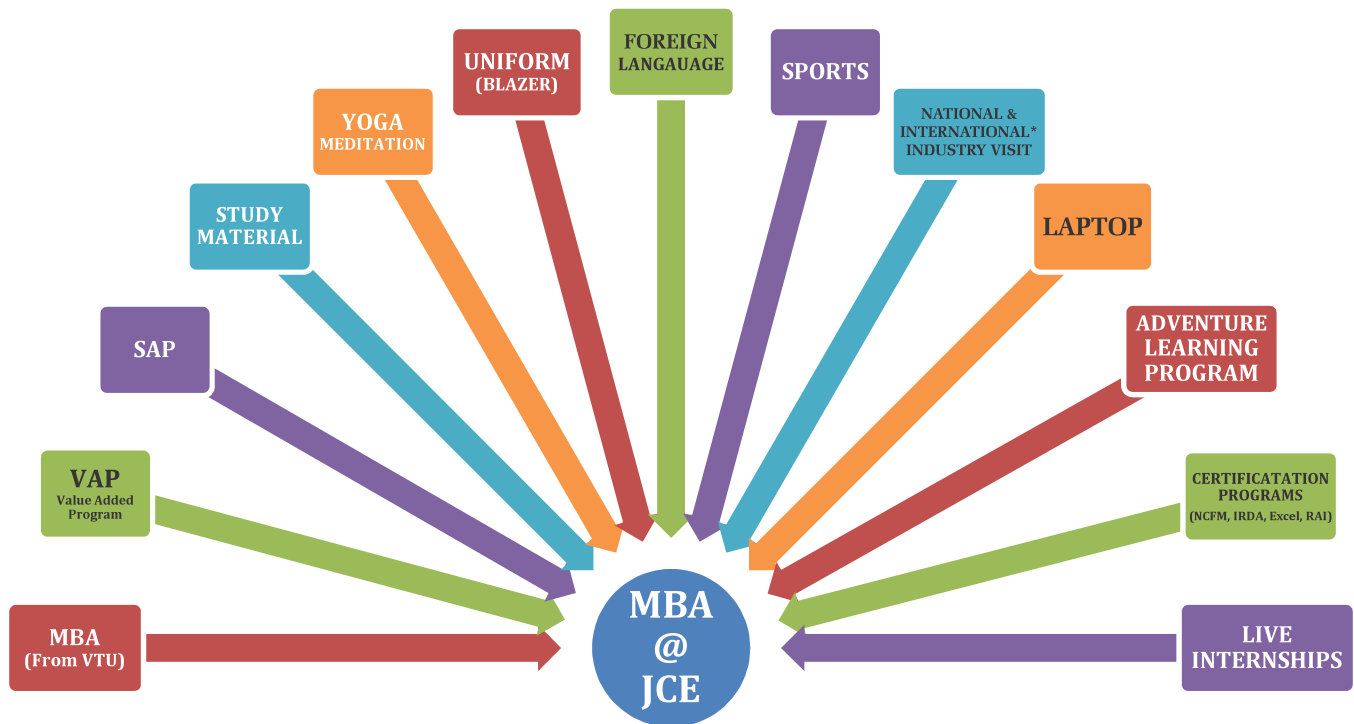 FOREIGN
LANGAUAGE
UNIFORM
(BLAZER)
SPORTS
YOGA
MEDITATION
NATIONAL &
INTERNATIONAL*
INDUSTRY VISIT
STUDY
MATERIAL
LAPTOP
SAP
ADVENTURE
LEARNING
PROGRAM
VAP
Value Added
Program
CERTIFICATATION
PROGRAMS
(NCFM, IRDA, Excel, RAI)
MBA
(From VTU)
MBA
@
JCE
LIVE
INTERNSHIPS